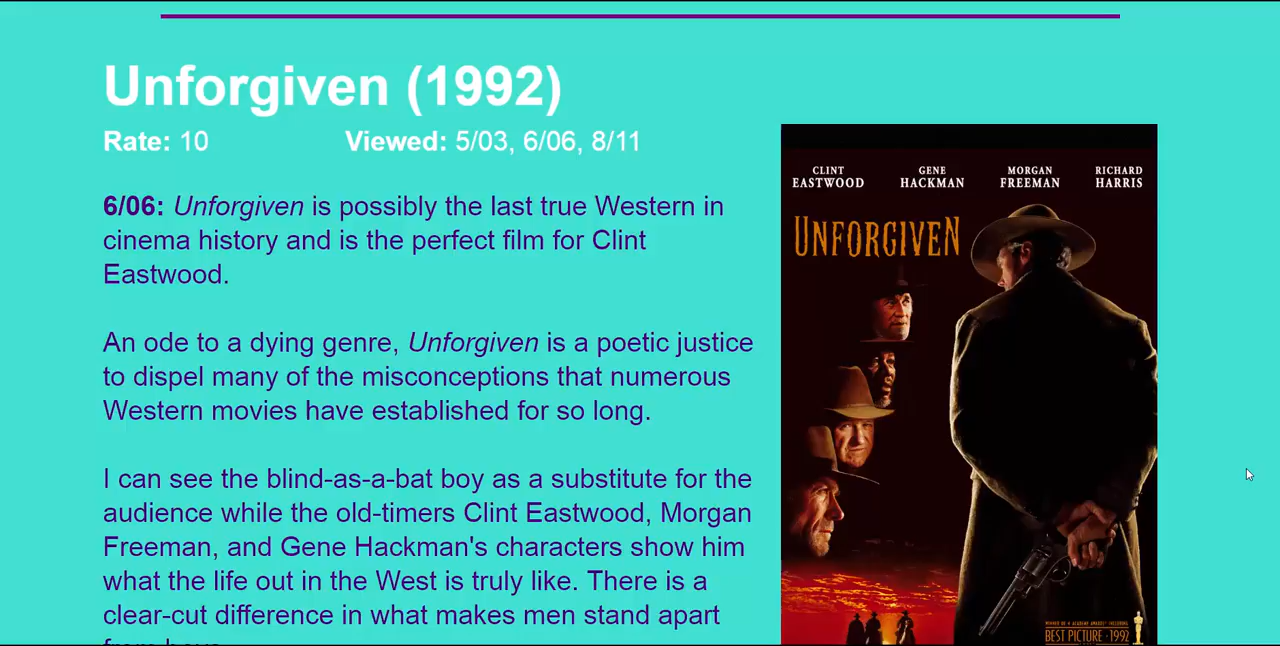 Unforgiven (1992)
Rate: 10 Viewed: 5/03, 6/06, 8/11
6/06: Unforgiven is possibly the last true Western in
cinema history and is the perfect film for Clint
Eastwood.
An ode to a dying genre, Unforgiven is a poetic justice
to dispel many of the misconceptions that numerous
Western movies have established for so long.
I can see the blind-as-a-bat boy as a substitute for the
audience while the old-timers Clint Eastwood, Morgan
Freeman, and Gene Hackman's characters show him
what the life out in the West is truly like. There is a
clear-cut difference in what makes men stand apart
CLINT EASTWOOD
GENE HACKMAN
MORGAN FREEMAN
RICHARD HARRIS
UNFORGIVEN
WINNER OF 4 ACADEMY AWARDS INCLUDING
BEST PICTURE · 1992